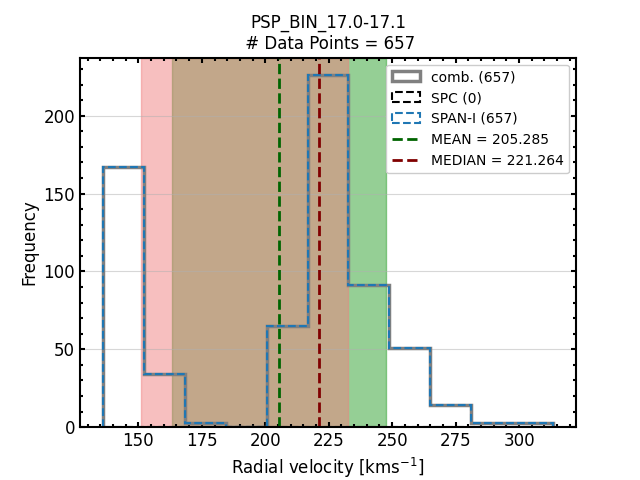 PSP_BIN_17.0-17.1
# Data Points = 657
comb. (657)
SPC (0)
SPAN-I (657)
MEAN = 205.285
MEDIAN = 221.264
Frequency
200
150
100
50
0
150 175 200 225 250 275 300
Radial velocity [kms⁻¹]